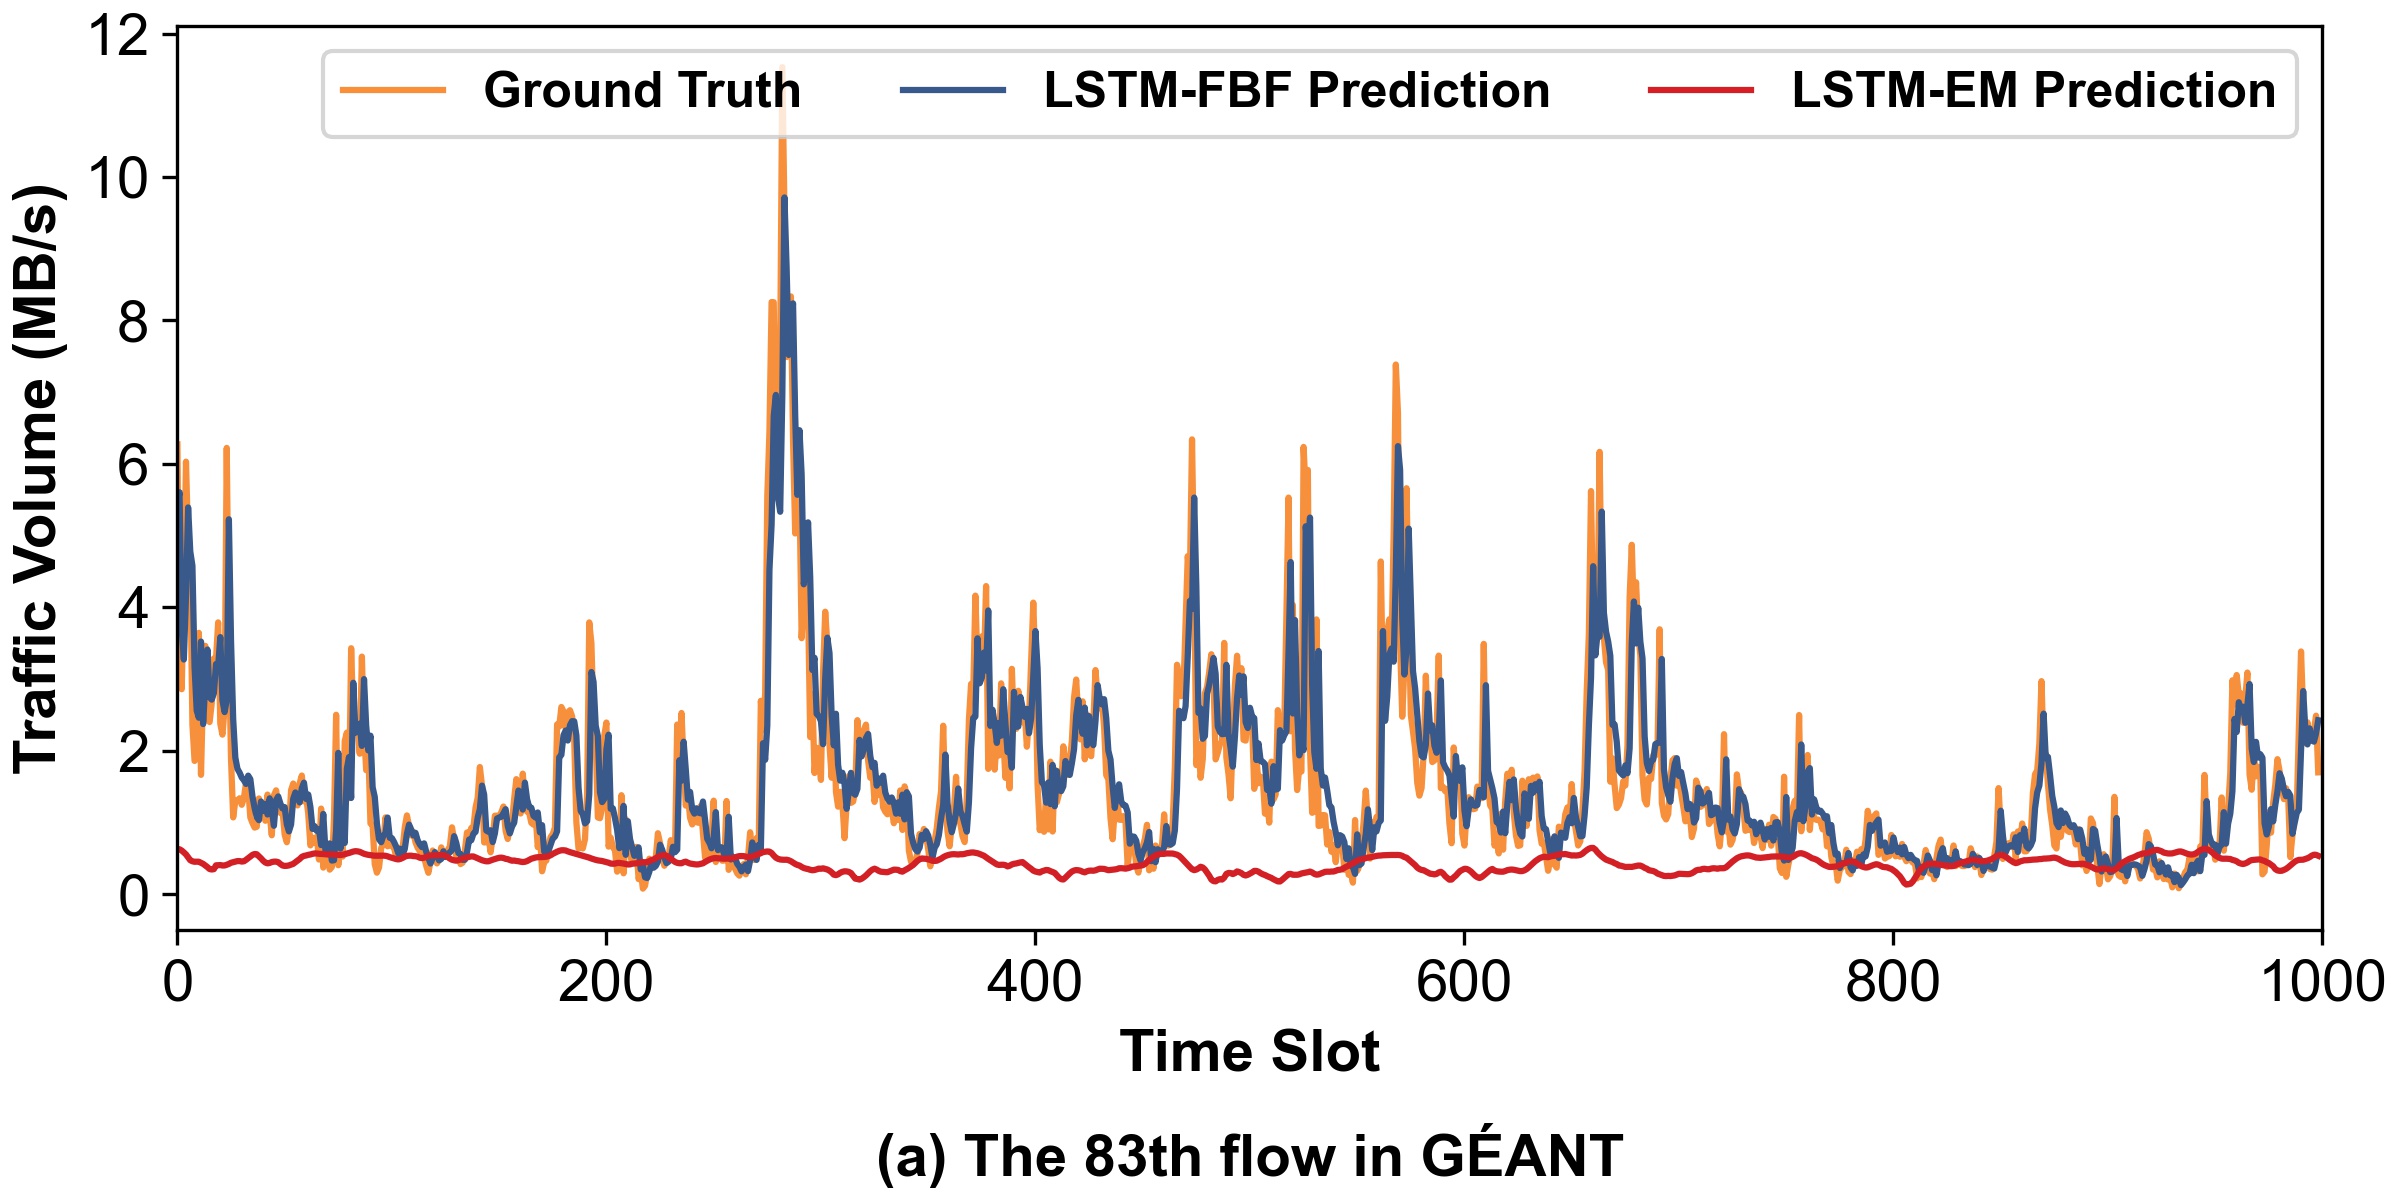 12
10
8
6
4
2
0
Traffic Volume (MB/s)
Ground Truth
LSTM-FBF Prediction
LSTM-EM Prediction
0
200
400
600
800
1000
Time Slot
(a) The 83th flow in GÉANT